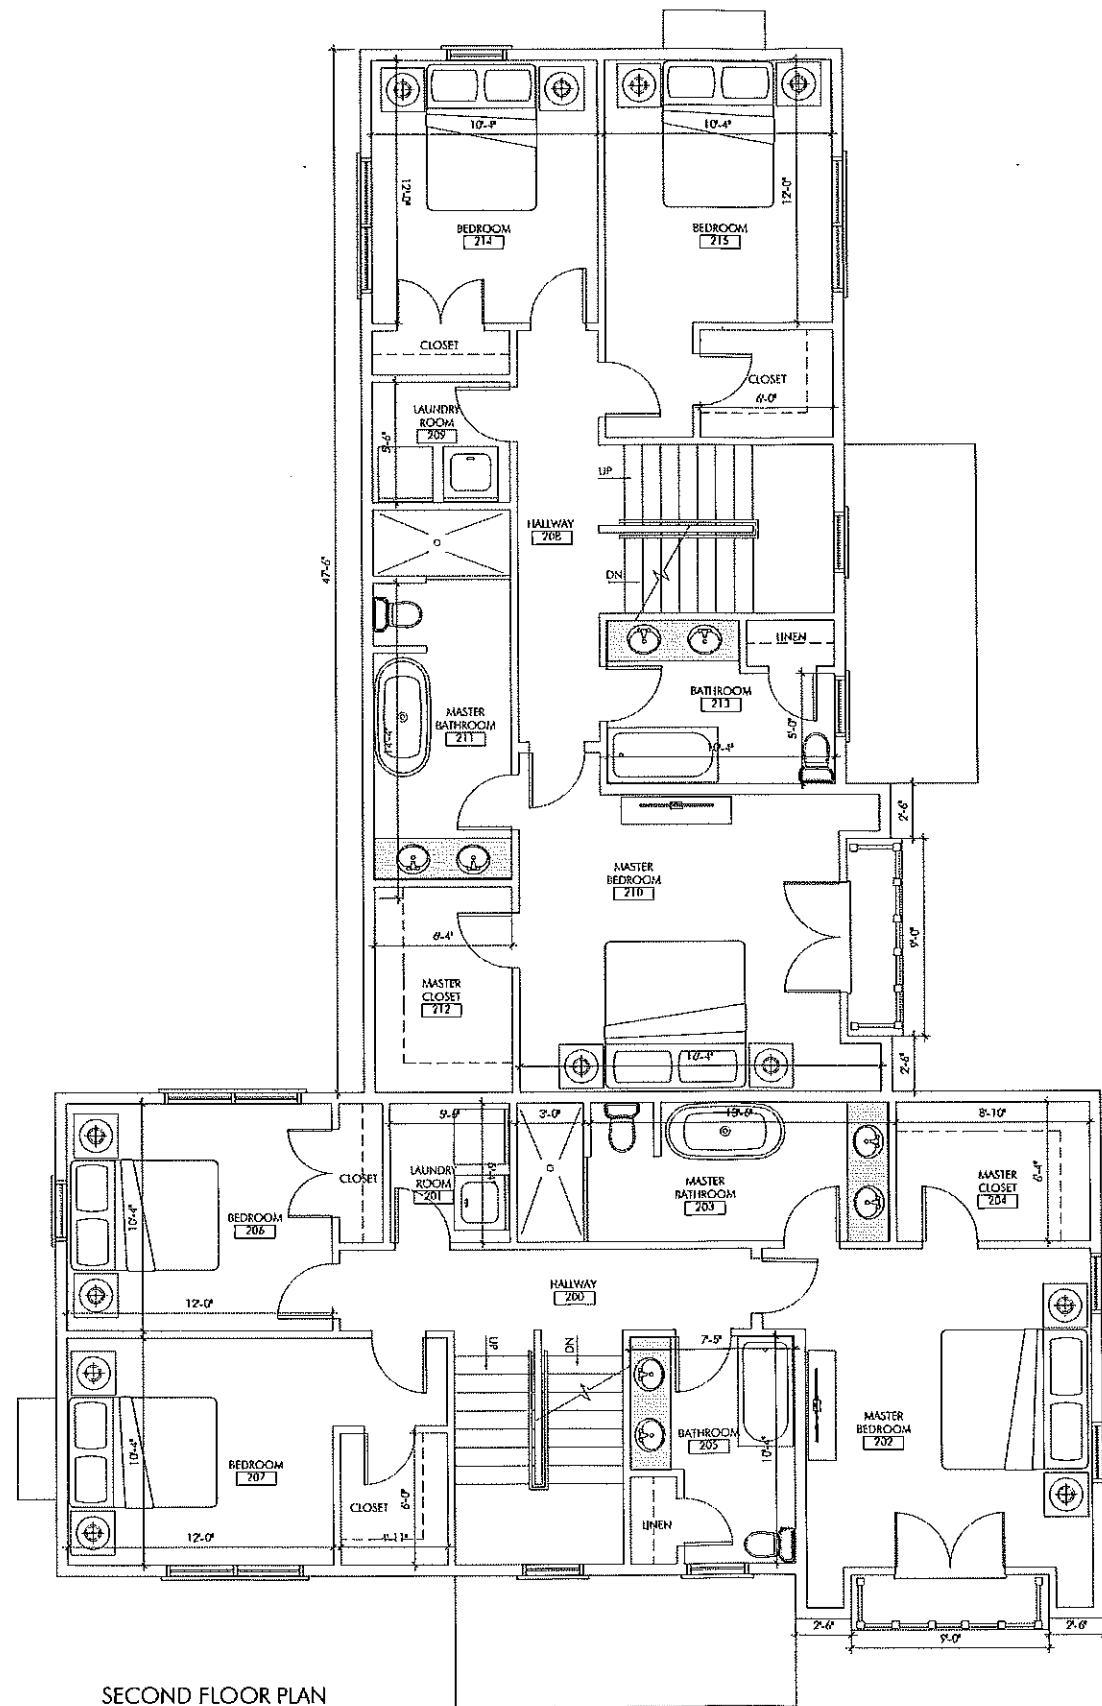 10'-4"
10'-4"
12'-0"
12'-0"
BEDROOM
214
BEDROOM
215
CLOSET
CLOSET
6'-0"
LAUNDRY
ROOM
209
5'-6"
UP
HALLWAY
208
47'-6"
DN
LINEN
BATHROOM
213
MASTER
BATHROOM
211
5'-0"
14'-4"
10'-4"
2'-6"
MASTER
BEDROOM
210
6'-4"
9'-0"
MASTER
CLOSET
212
16'-4"
2'-6"
3'-0"
8'-10"
CLOSET
LAUNDRY
ROOM
201
MASTER
BATHROOM
203
MASTER
CLOSET
204
6'-4"
10'-4"
BEDROOM
206
HALLWAY
200
12'-0"
UP
DN
7'-5"
MASTER
BEDROOM
202
BATHROOM
205
10'-4"
10'-4"
BEDROOM
207
CLOSET
6'-0"
LINEN
12'-0"
4'-11"
2'-6"
9'-0"
2'-6"
SECOND FLOOR PLAN